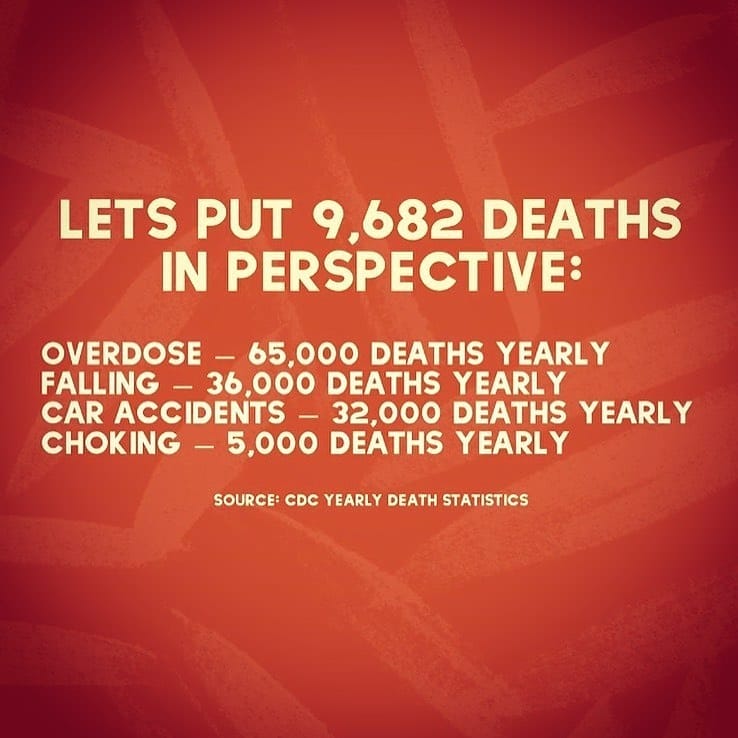 LETS PUT 9,682 DEATHS
IN PERSPECTIVE:
OVERDOSE – 65,000 DEATHS YEARLY
FALLING – 36,000 DEATHS YEARLY
CAR ACCIDENTS – 32,000 DEATHS YEARLY
CHOKING – 5,000 DEATHS YEARLY
SOURCE: CDC YEARLY DEATH STATISTICS